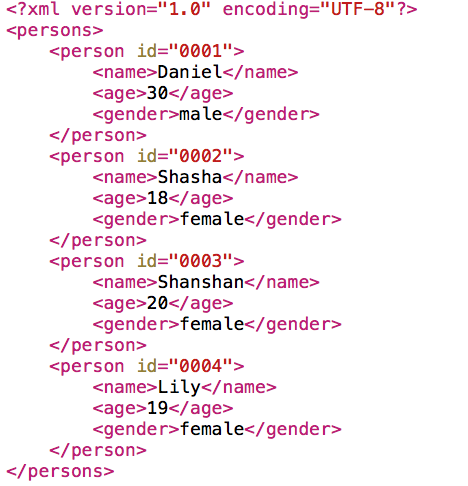 <?xml version="1.0" encoding="UTF-8"?>
<persons>
    <person id="0001">
        <name>Daniel</name>
        <age>30</age>
        <gender>male</gender>
    </person>
    <person id="0002">
        <name>Shasha</name>
        <age>18</age>
        <gender>female</gender>
    </person>
    <person id="0003">
        <name>Shanshan</name>
        <age>20</age>
        <gender>female</gender>
    </person>
    <person id="0004">
        <name>Lily</name>
        <age>19</age>
        <gender>female</gender>
    </person>
</persons>